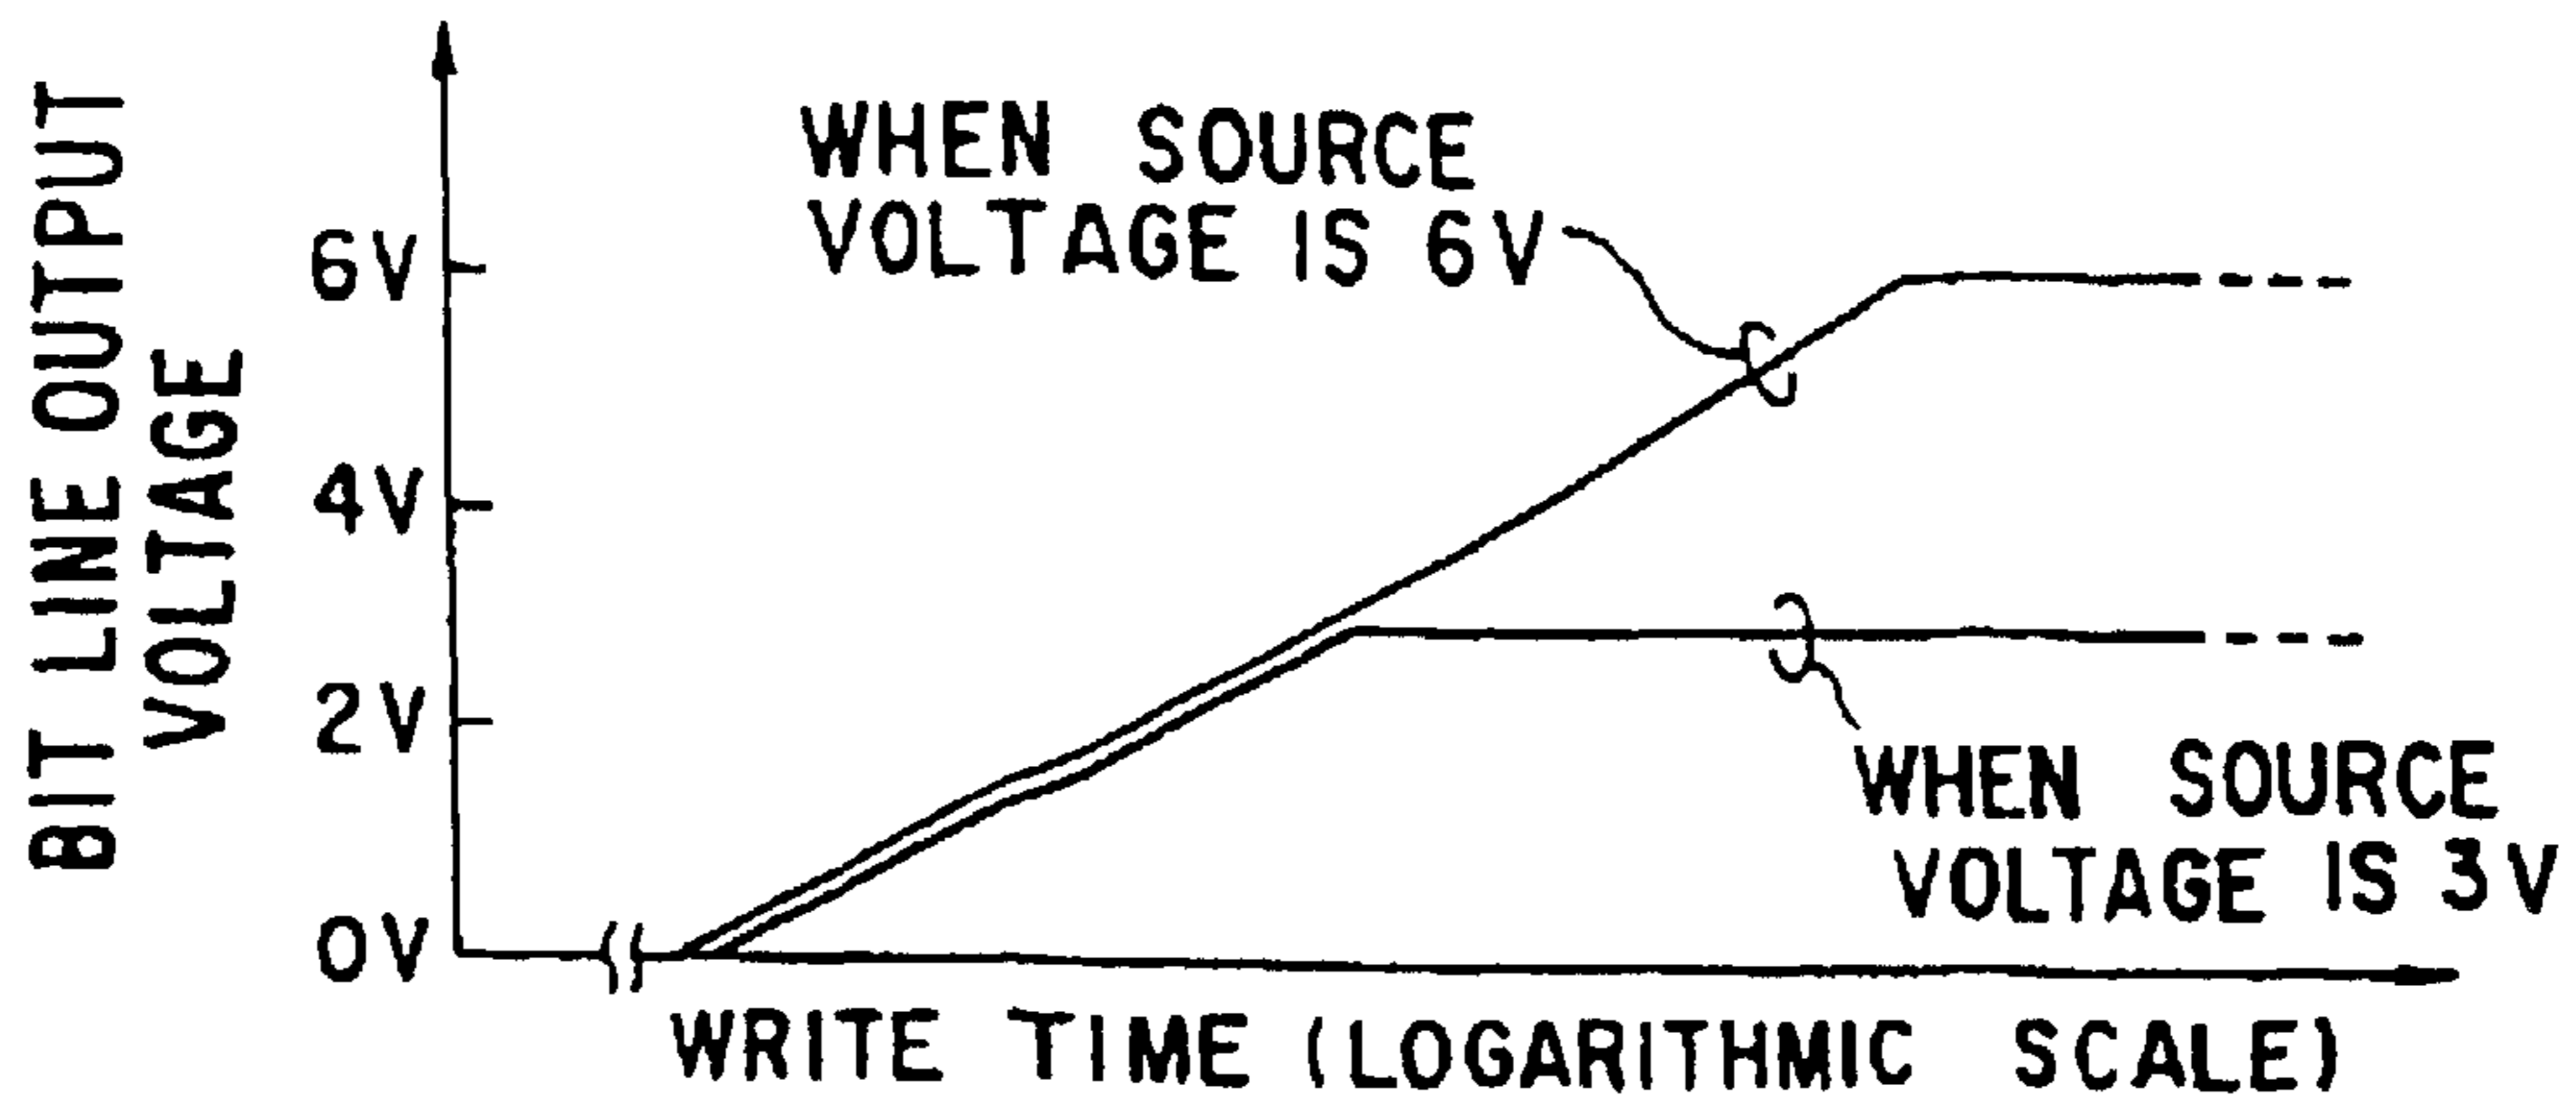 BIT LINE OUTPUT
VOLTAGE
6V
4V
2V
0V
WHEN SOURCE
VOLTAGE IS 6V
WHEN SOURCE
VOLTAGE IS 3V
WRITE TIME (LOGARITHMIC SCALE)